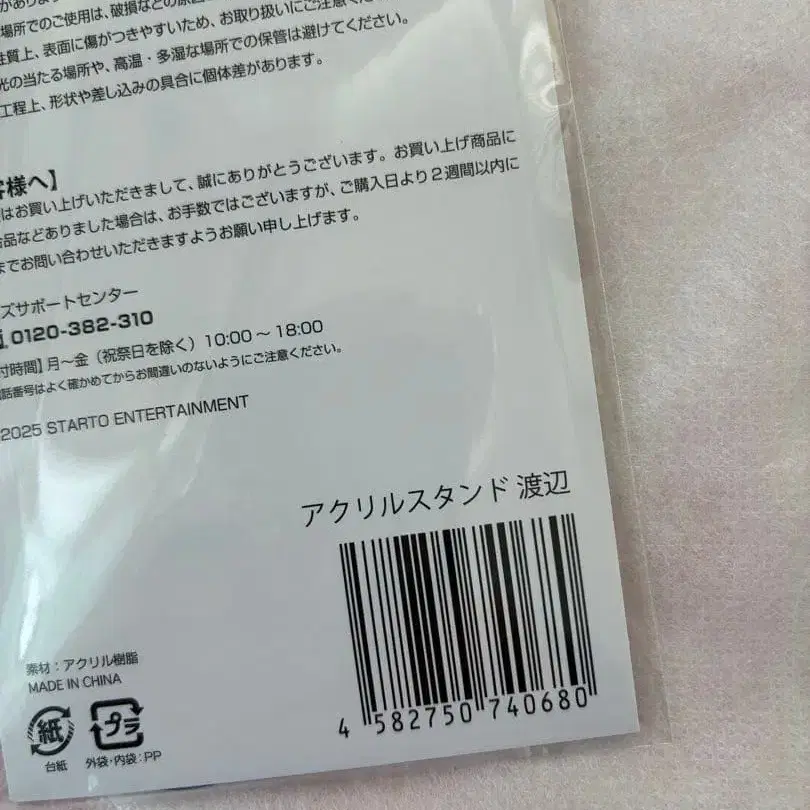 がありま
場所でのご使用は、破損などの原因
性質上、表面に傷がつきやすいため、お取り扱いにご注意くだ
光の当たる場所や、高温・多湿な場所での保管は避けてください。
工程上、形状や差し込みの具合に個体差があります。
客様へ】
はお買い上げいただきまして、誠にありがとうございます。お買い上げ商品に
品などありました場合は、お手数ではございますが、ご購入日より2週間以内に
までお問い合わせいただきますようお願い申し上げます。
ズサポートセンター
0120-382-310
付時間】月〜金（祝祭日を除く）10:00〜18:00
話番号はよく確かめてからお間違いのないようにご注意ください。
2025 STARTO ENTERTAINMENT
アクリルスタンド 渡辺
4 582750 740680
素材：アクリル樹脂
MADE IN CHINA
紙 プラ
台紙 外袋・内袋：PP